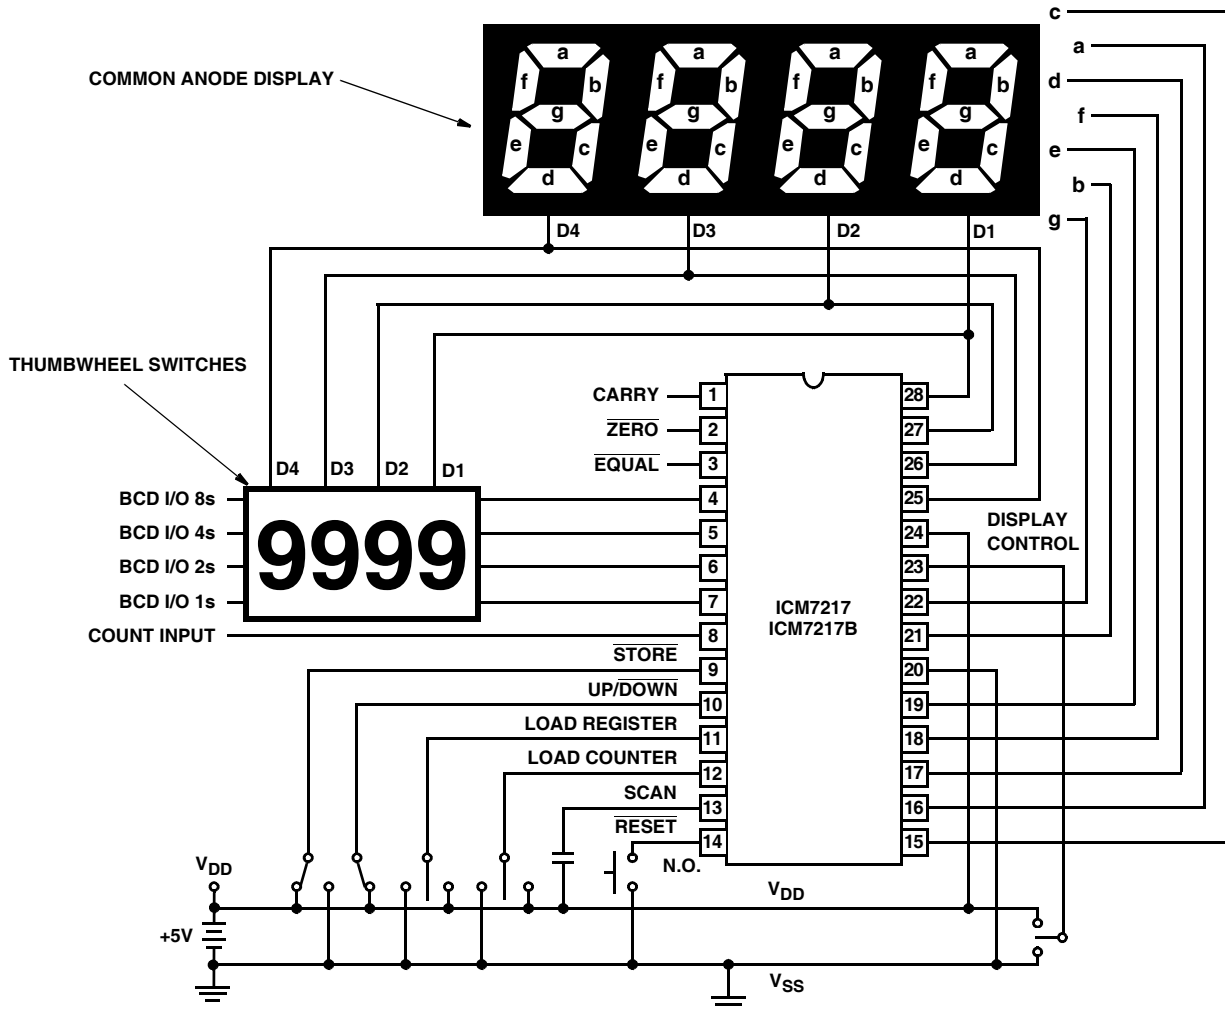 c
a
d
f
e
b
g
COMMON ANODE DISPLAY
a a a a
f b f b f b f b
g g g g
e c e c e c e c
d d d d
D4 D3 D2 D1
THUMBWHEEL SWITCHES
D4 D3 D2 D1
9999
BCD I/O 8s
BCD I/O 4s
BCD I/O 2s
BCD I/O 1s
COUNT INPUT
CARRY
ZERO
EQUAL
STORE
UP/DOWN
LOAD REGISTER
LOAD COUNTER
SCAN
RESET
N.O.
1 28
2 27
3 26
4 25
5 24
6 23
7 22
8 21
9 20
10 19
11 18
12 17
13 16
14 15
ICM7217
ICM7217B
DISPLAY
CONTROL
VDD
VDD
+5V
VSS